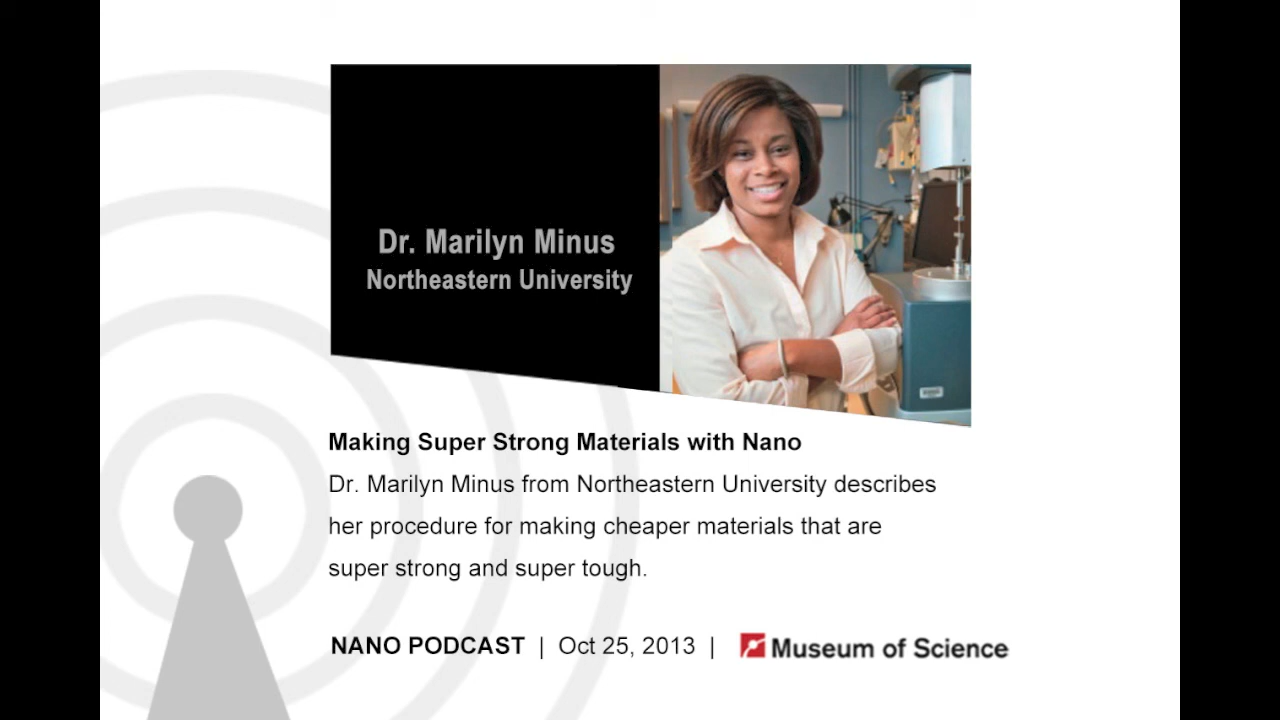 Dr. Marilyn Minus
Northeastern University
Making Super Strong Materials with Nano
Dr. Marilyn Minus from Northeastern University describes
her procedure for making cheaper materials that are
super strong and super tough.
NANO PODCAST | Oct 25, 2013 | Museum of Science